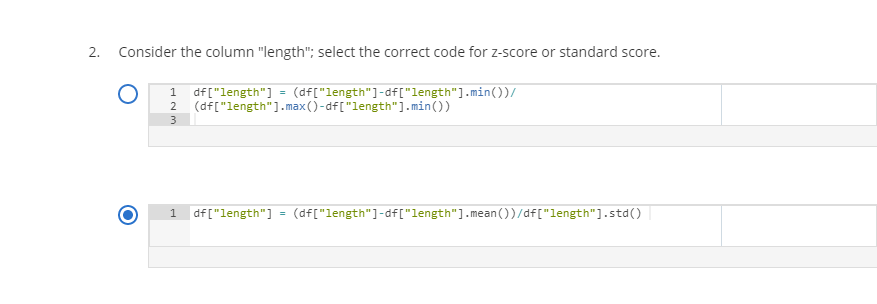 2. Consider the column "length"; select the correct code for z-score or standard score.
1 df["length"] = (df["length"]-df["length"].min())/
2 (df["length"].max()-df["length"].min())
3
1 df["length"] = (df["length"]-df["length"].mean())/df["length"].std()